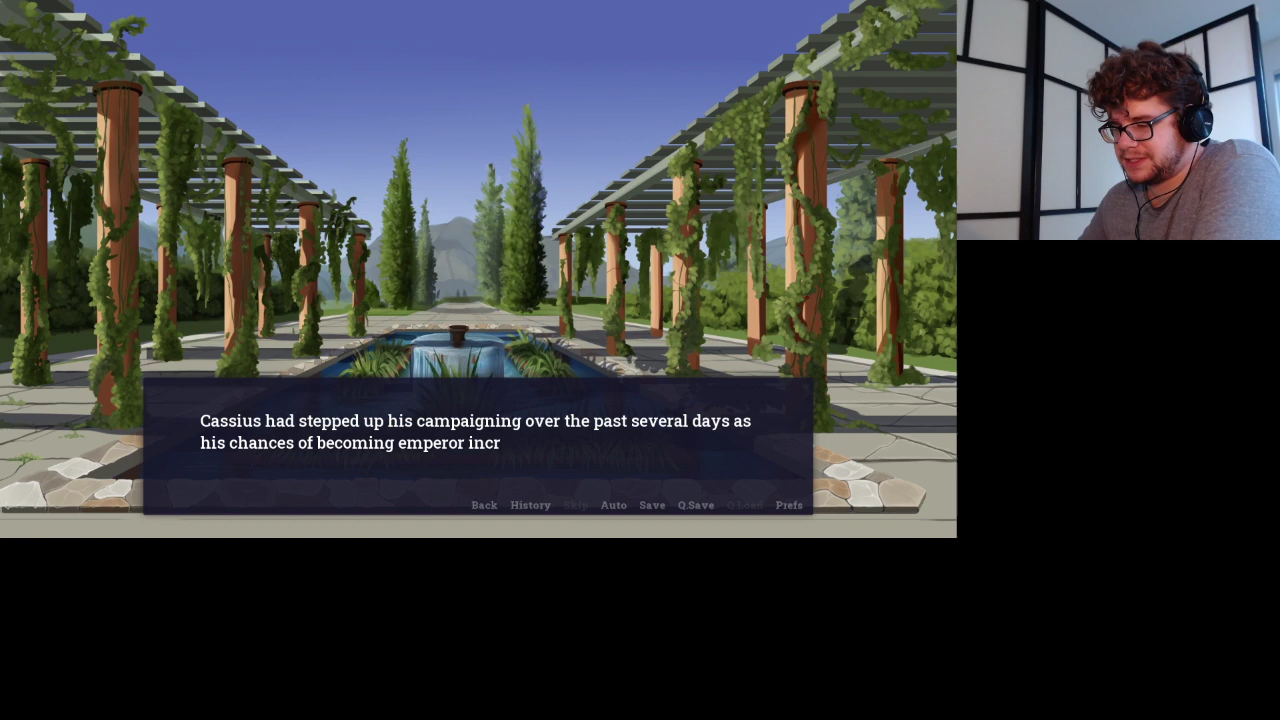 Cassius had stepped up his campaigning over the past several days as
his chances of becoming emperor incr
Back History Skip Auto Save Q.Save Q.Load Prefs